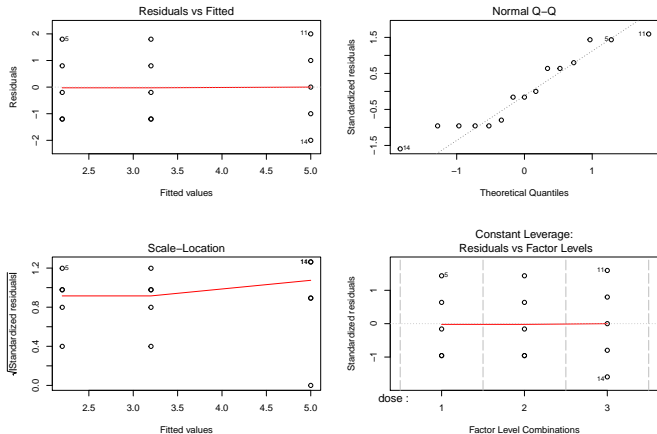 Residuals vs Fitted
Residuals
2
1
0
-1
-2
5
11
14
2.5 3.0 3.5 4.0 4.5 5.0
Fitted values
Normal Q−Q
Standardized residuals
1.5
0.5
-0.5
-1.5
5
11
14
-1 0 1
Theoretical Quantiles
Scale−Location
√|Standardized residuals|
1.2
0.8
0.4
0.0
5
14
2.5 3.0 3.5 4.0 4.5 5.0
Fitted values
Constant Leverage:
Residuals vs Factor Levels
Standardized residuals
1
0
-1
5
11
14
dose :
1 2 3
Factor Level Combinations